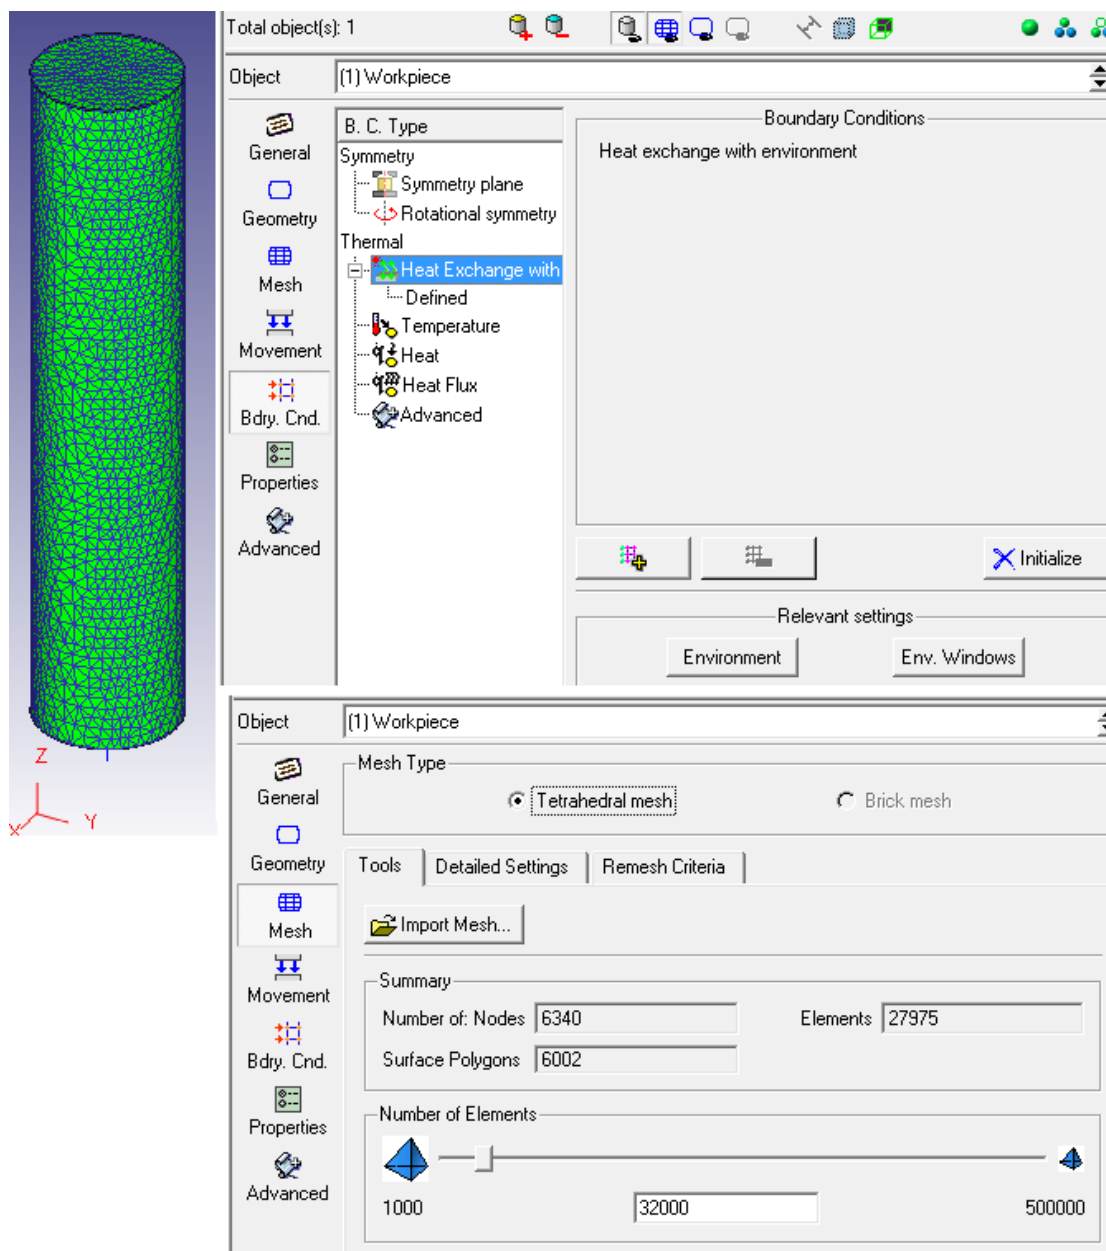 Total object(s): 1
Object (1) Workpiece
General
Geometry
Mesh
Movement
Bdry. Cnd.
Properties
Advanced
B. C. Type
Symmetry
Symmetry plane
Rotational symmetry
Thermal
Heat Exchange with
Defined
Temperature
Heat
Heat Flux
Advanced
Boundary Conditions
Heat exchange with environment
Initialize
Relevant settings
Environment Env. Windows
Z
X Y
Object (1) Workpiece
General
Geometry
Mesh
Movement
Bdry. Cnd.
Properties
Advanced
Mesh Type
Tetrahedral mesh Brick mesh
Tools Detailed Settings Remesh Criteria
Import Mesh...
Summary
Number of: Nodes 6340 Elements 27975
Surface Polygons 6002
Number of Elements
1000 32000 500000